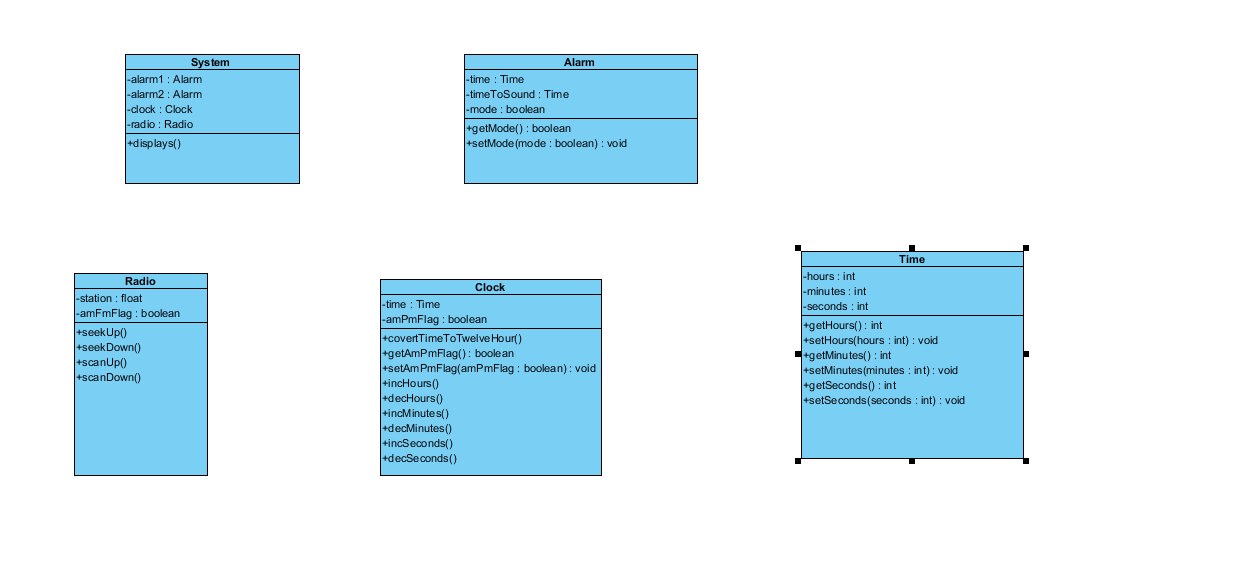 System
-alarm1 : Alarm
-alarm2 : Alarm
-clock : Clock
-radio : Radio
+displays()
Alarm
-time : Time
-timeToSound : Time
-mode : boolean
+getMode() : boolean
+setMode(mode : boolean) : void
Radio
-station : float
-amFmFlag : boolean
+seekUp()
+seekDown()
+scanUp()
+scanDown()
Clock
-time : Time
-amPmFlag : boolean
+covertTimeToTwelveHour()
+getAmPmFlag() : boolean
+setAmPmFlag(amPmFlag : boolean) : void
+incHours()
+decHours()
+incMinutes()
+decMinutes()
+incSeconds()
+decSeconds()
Time
-hours : int
-minutes : int
-seconds : int
+getHours() : int
+setHours(hours : int) : void
+getMinutes() : int
+setMinutes(minutes : int) : void
+getSeconds() : int
+setSeconds(seconds : int) : void